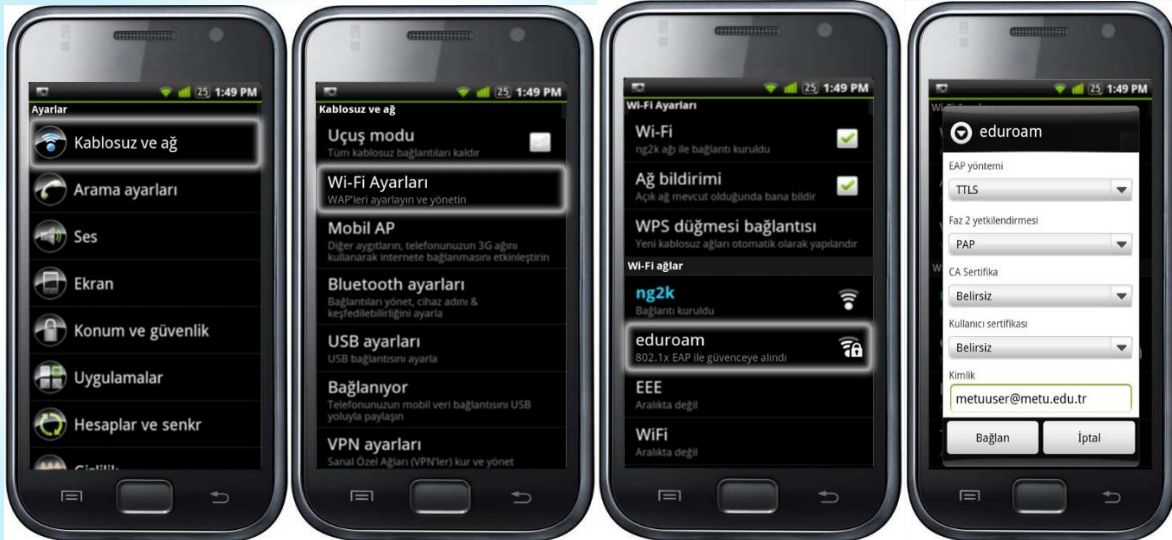 25 1:49 PM
Ayarlar
Kablosuz ve ağ
Arama ayarları
Ses
Ekran
Konum ve güvenlik
Uygulamalar
Hesaplar ve senkr
Gizlilik
25 1:49 PM
Kablosuz ve ağ
Uçuş modu
Tüm kablosuz bağlantıları kaldır
Wi-Fi Ayarları
WAP'leri ayarlayın ve yönetin
Mobil AP
Diğer aygıtların, telefonunuzun 3G ağını
kullanarak internete bağlanmasını etkinleştirin
Bluetooth ayarları
Bağlantıları yönet, cihaz adını &
keşfedilebilirliğini ayarla
USB ayarları
USB bağlantısını ayarla
Bağlanıyor
Telefonunuzun mobil veri bağlantısını USB
yoluyla paylaşın
VPN ayarları
Sanal Özel Ağları (VPN'ler) kur ve yönet
25 1:49 PM
Wi-Fi Ayarları
Wi-Fi
ng2k ağı ile bağlantı kuruldu
Ağ bildirimi
Açık ağ mevcut olduğunda bana bildir
WPS düğmesi bağlantısı
Yeni kablosuz ağları otomatik olarak yapılandır
Wi-Fi ağlar
ng2k
Bağlantı kuruldu
eduroam
802.1x EAP ile güvenceye alındı
EEE
Aralıkta değil
WiFi
Aralıkta değil
25 1:49 PM
eduroam
EAP yöntemi
TTLS
Faz 2 yetkilendirmesi
PAP
CA Sertifika
Belirsiz
Kullanıcı sertifikası
Belirsiz
Kimlik
metuuser@metu.edu.tr
Bağlan
İptal